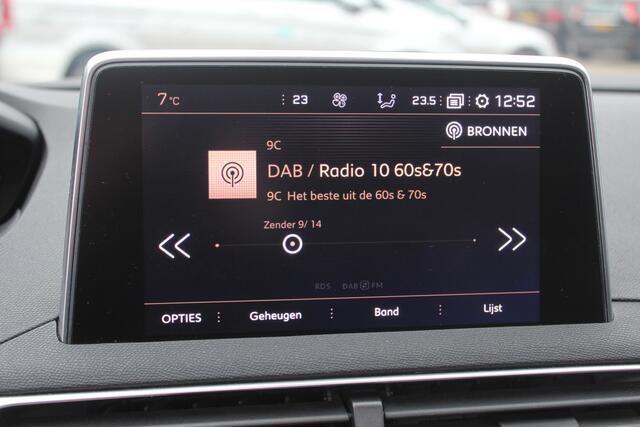 7°C 23 23.5 12:52
BRONNEN
9C
DAB / Radio 10 60s&70s
9C Het beste uit de 60s & 70s
Zender 9/ 14
RDS DAB FM
OPTIES Geheugen Band Lijst